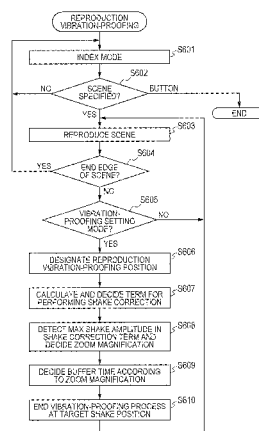 REPRODUCTION
VIBRATION-PROOFING
S601
INDEX MODE
S602
SCENE
SPECIFIED?
NO
BUTTON
YES
END
S603
REPRODUCE SCENE
S604
YES
END EDGE
OF SCENE?
NO
S605
VIBRATION-
PROOFING SETTING
MODE?
NO
YES
S606
DESIGNATE REPRODUCTION
VIBRATION-PROOFING POSITION
S607
CALCULATE AND DECIDE TERM FOR
PERFORMING SHAKE CORRECTION
S608
DETECT MAX SHAKE AMPLITUDE IN
SHAKE CORRECTION TERM AND
DECIDE ZOOM MAGNIFICATION
S609
DECIDE BUFFER TIME ACCORDING
TO ZOOM MAGNIFICATION
S610
END VIBRATION-PROOFING PROCESS
AT TARGET SHAKE POSITION